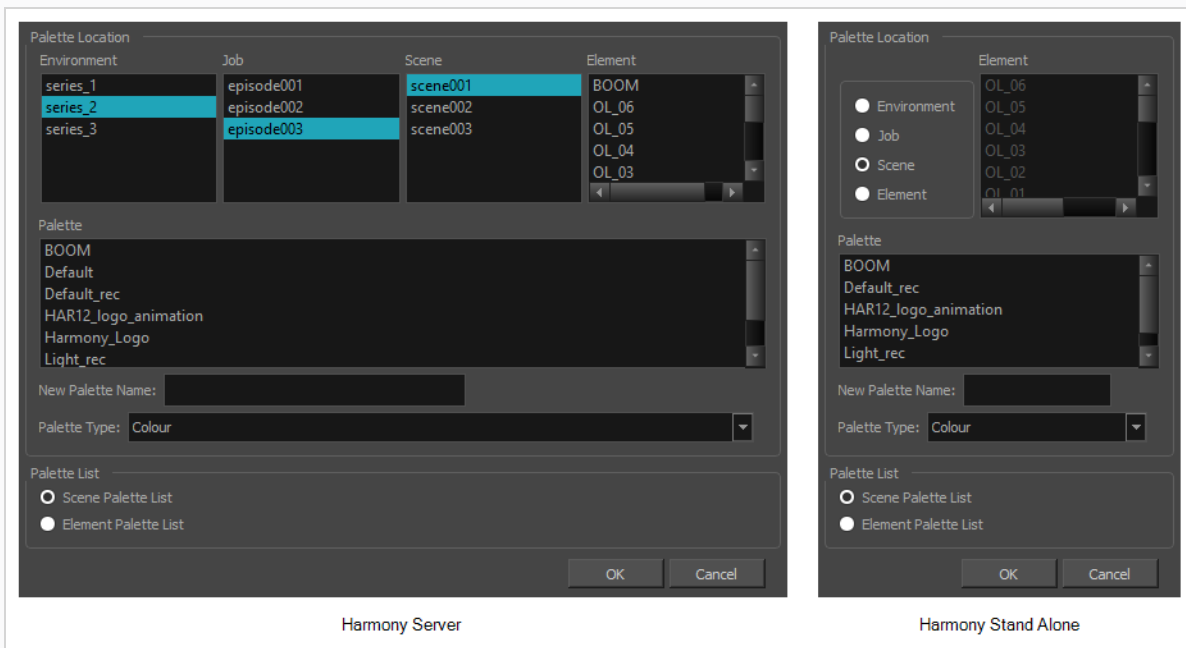 Palette Location
Environment Job Scene Element
series_1 episode001 scene001 BOOM
series_2 episode002 scene002 OL_06
series_3 episode003 scene003 OL_05
OL_04
OL_03
Palette
BOOM
Default
Default_rec
HAR12_logo_animation
Harmony_Logo
Light_rec
New Palette Name:
Palette Type: Colour
Palette List
Scene Palette List
Element Palette List
OK Cancel
Harmony Server
Palette Location
Element
Environment
Job
Scene
Element
OL_06
OL_05
OL_04
OL_03
OL_02
OL_01
Palette
BOOM
Default_rec
HAR12_logo_animation
Harmony_Logo
Light_rec
New Palette Name:
Palette Type: Colour
Palette List
Scene Palette List
Element Palette List
OK Cancel
Harmony Stand Alone